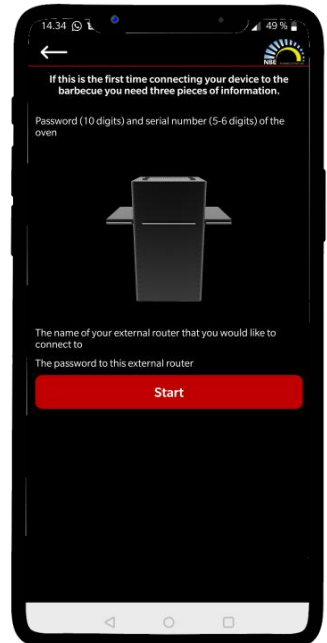 14.34
49 %
NBE
If this is the first time connecting your device to the
barbecue you need three pieces of information.
Password (10 digits) and serial number (5-6 digits) of the
oven
The name of your external router that you would like to
connect to
The password to this external router
Start